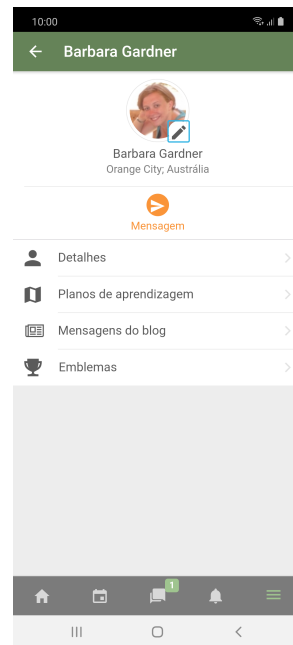 10:00
Barbara Gardner
Barbara Gardner
Orange City; Austrália
Mensagem
Detalhes
Planos de aprendizagem
Mensagens do blog
Emblemas
1